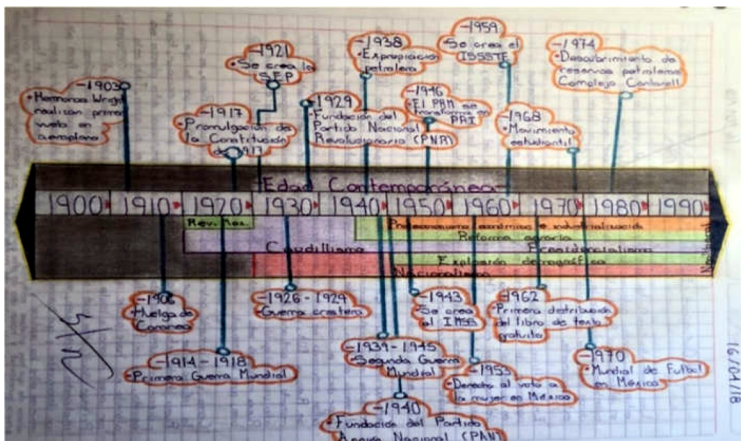 -1903
• Hermanos Wright
realizan primer
vuelo en
aeroplano
-1917
• Promulgación de
la Constitución
de 1917
-1921
• Se crea la
SEP
-1929
• Fundación del
Partido Nacional
Revolucionario (PNR)
-1938
• Expropiación
petrolera
-1946
• El PRM se
transforma en
PRI
-1959
• Se crea el
ISSSTE
-1968
• Movimiento
estudiantil
-1974
• Descubrimiento de
reservas petroleras
Complejo Cantarell
Edad Contemporánea
1900 1910 1920 1930 1940 1950 1960 1970 1980 1990
Rev. Mex.
Caudillismo
Nacionalismo
industrialización
Reforma agraria
Presidencialismo
Explosión demográfica
-1906
• Huelga de
Cananea
-1914-1918
• Primera Guerra Mundial
-1926-1929
• Guerra cristera
-1939-1945
• Segunda Guerra
Mundial
-1940
• Fundación del Partido
Nacional (PAN)
-1943
• Se crea
el IMSS
-1953
• Derecho al voto a
la mujer en México
-1962
• Primera distribución
del libro de texto
gratuito
-1970
• Mundial de Futbol
en México
16/04/18